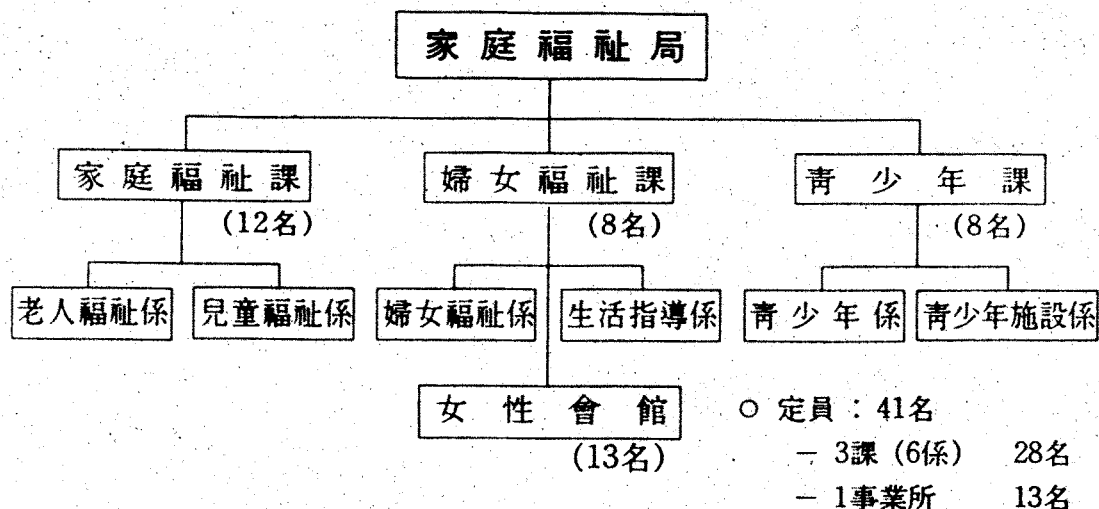 家庭福祉局
家庭福祉課 婦女福祉課 靑少年課
(12名) (8名) (8名)
老人福祉係 兒童福祉係 婦女福祉係 生活指導係 靑少年係 靑少年施設係
女性會館
(13名)
○ 定員 : 41名
- 3課 (6係) 28名
- 1事業所 13名